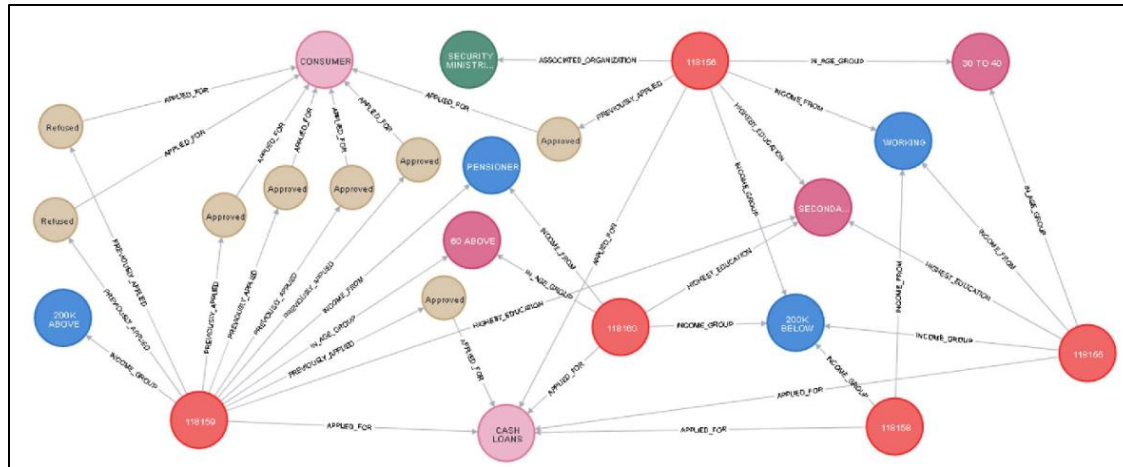 CONSUMER
SECURITY
MINISTRI...
ASSOCIATED_ORGANIZATION
118156
IN_AGE_GROUP
30 TO 40
Refused
APPLIED_FOR
APPLIED_FOR
APPLIED_FOR
APPLIED_FOR
APPLIED_FOR
APPLIED_FOR
APPLIED_FOR
PREVIOUSLY_APPLIED
Approved
HIGHEST_EDUCATION
INCOME_FROM
WORKING
PENSIONER
Approved
Approved
Approved
Approved
Refused
INCOME_GROUP
APPLIED_FOR
SECONDA...
IN_AGE_GROUP
PREVIOUSLY_APPLIED
PREVIOUSLY_APPLIED
PREVIOUSLY_APPLIED
PREVIOUSLY_APPLIED
PREVIOUSLY_APPLIED
PREVIOUSLY_APPLIED
INCOME_FROM
60 ABOVE
INCOME_FROM
IN_AGE_GROUP
HIGHEST_EDUCATION
INCOME_FROM
INCOME_FROM
HIGHEST_EDUCATION
200K
ABOVE
INCOME_GROUP
IN_AGE_GROUP
PREVIOUSLY_APPLIED
HIGHEST_EDUCATION
Approved
118160
INCOME_GROUP
200K
BELOW
INCOME_GROUP
118159
APPLIED_FOR
APPLIED_FOR
APPLIED_FOR
CASH
LOANS
APPLIED_FOR
INCOME_GROUP
APPLIED_FOR
118158